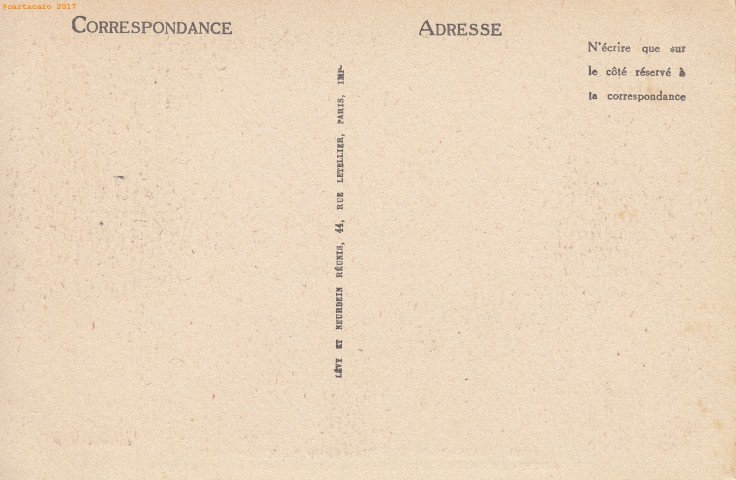 ©cartacaro 2017
CORRESPONDANCE
ADRESSE
N'écrire que sur
le côté réservé à
la correspondance
LÉVY ET NEURDEIN RÉUNIS, 44, RUE LETELLIER, PARIS, IMP-